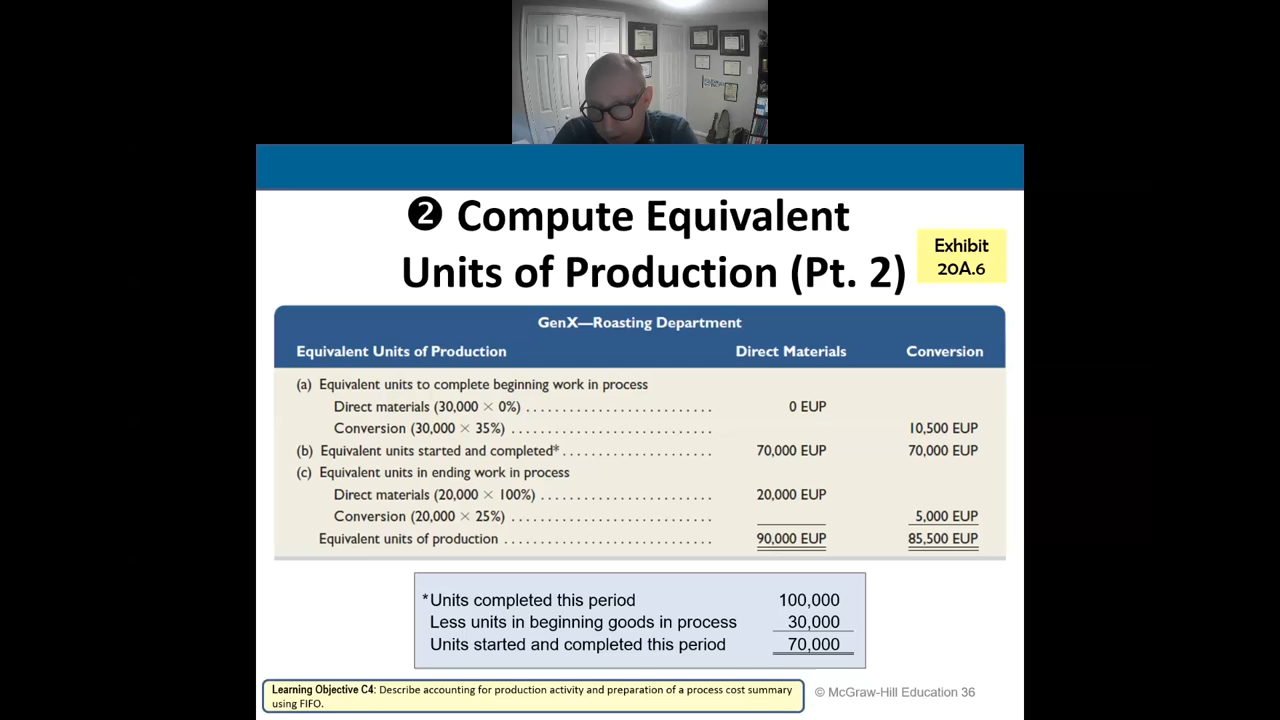 ❷ Compute Equivalent
Units of Production (Pt. 2)
Exhibit
20A.6
GenX—Roasting Department
Equivalent Units of Production Direct Materials Conversion
(a) Equivalent units to complete beginning work in process
Direct materials (30,000 × 0%) . . . . . . . . . . . . . . . . . . . . . . . . . . 0 EUP
Conversion (30,000 × 35%) . . . . . . . . . . . . . . . . . . . . . . . . . . . . 10,500 EUP
(b) Equivalent units started and completed* . . . . . . . . . . . . . . . . . . . . . 70,000 EUP 70,000 EUP
(c) Equivalent units in ending work in process
Direct materials (20,000 × 100%) . . . . . . . . . . . . . . . . . . . . . . . . 20,000 EUP
Conversion (20,000 × 25%) . . . . . . . . . . . . . . . . . . . . . . . . . . . . 5,000 EUP
Equivalent units of production . . . . . . . . . . . . . . . . . . . . . . . . . . . . . 90,000 EUP 85,500 EUP
*Units completed this period 100,000
Less units in beginning goods in process 30,000
Units started and completed this period 70,000
Learning Objective C4: Describe accounting for production activity and preparation of a process cost summary
using FIFO.
© McGraw-Hill Education 36